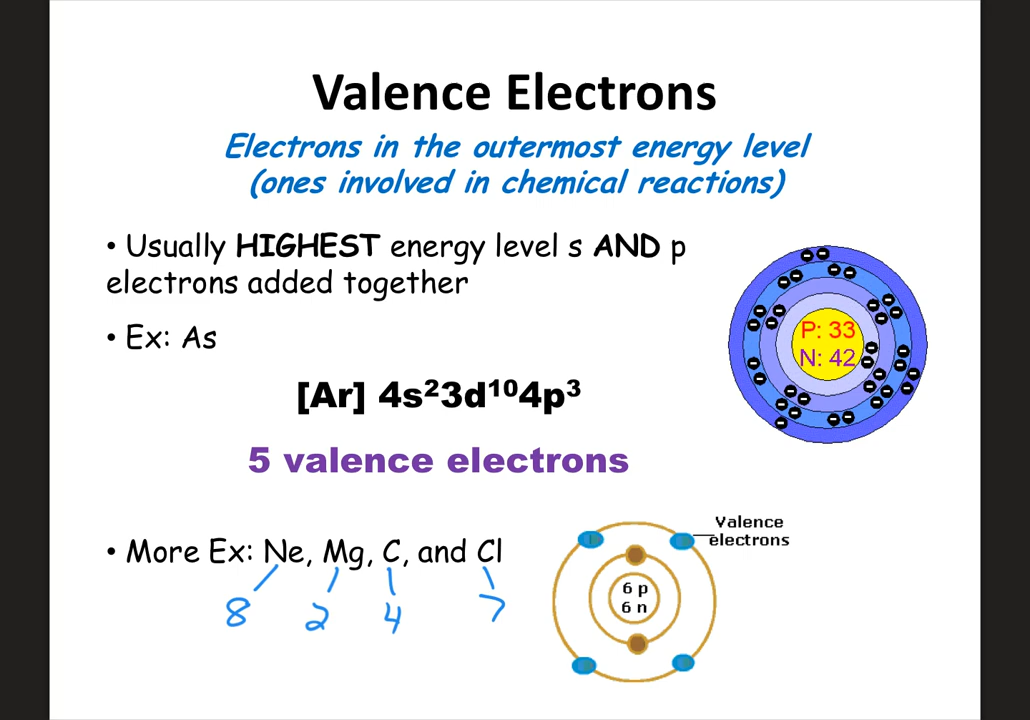 Valence Electrons
Electrons in the outermost energy level
(ones involved in chemical reactions)
• Usually HIGHEST energy level s AND p
electrons added together
• Ex: As
[Ar] 4s²3d¹⁰4p³
5 valence electrons
P: 33
N: 42
• More Ex: Ne, Mg, C, and Cl
8 2 4 7
Valence
electrons
6 p
6 n